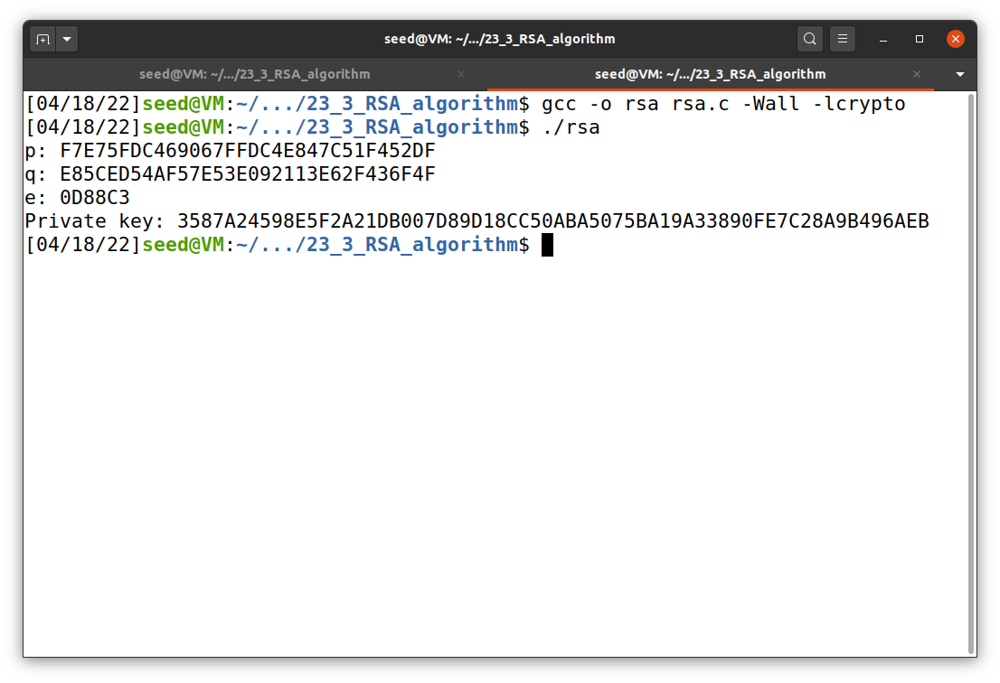 seed@VM: ~/.../23_3_RSA_algorithm
seed@VM: ~/.../23_3_RSA_algorithm
seed@VM: ~/.../23_3_RSA_algorithm
[04/18/22]seed@VM:~/.../23_3_RSA_algorithm$ gcc -o rsa rsa.c -Wall -lcrypto
[04/18/22]seed@VM:~/.../23_3_RSA_algorithm$ ./rsa
p: F7E75FDC469067FFDC4E847C51F452DF
q: E85CED54AF57E53E092113E62F436F4F
e: 0D88C3
Private key: 3587A24598E5F2A21DB007D89D18CC50ABA5075BA19A33890FE7C28A9B496AEB
[04/18/22]seed@VM:~/.../23_3_RSA_algorithm$